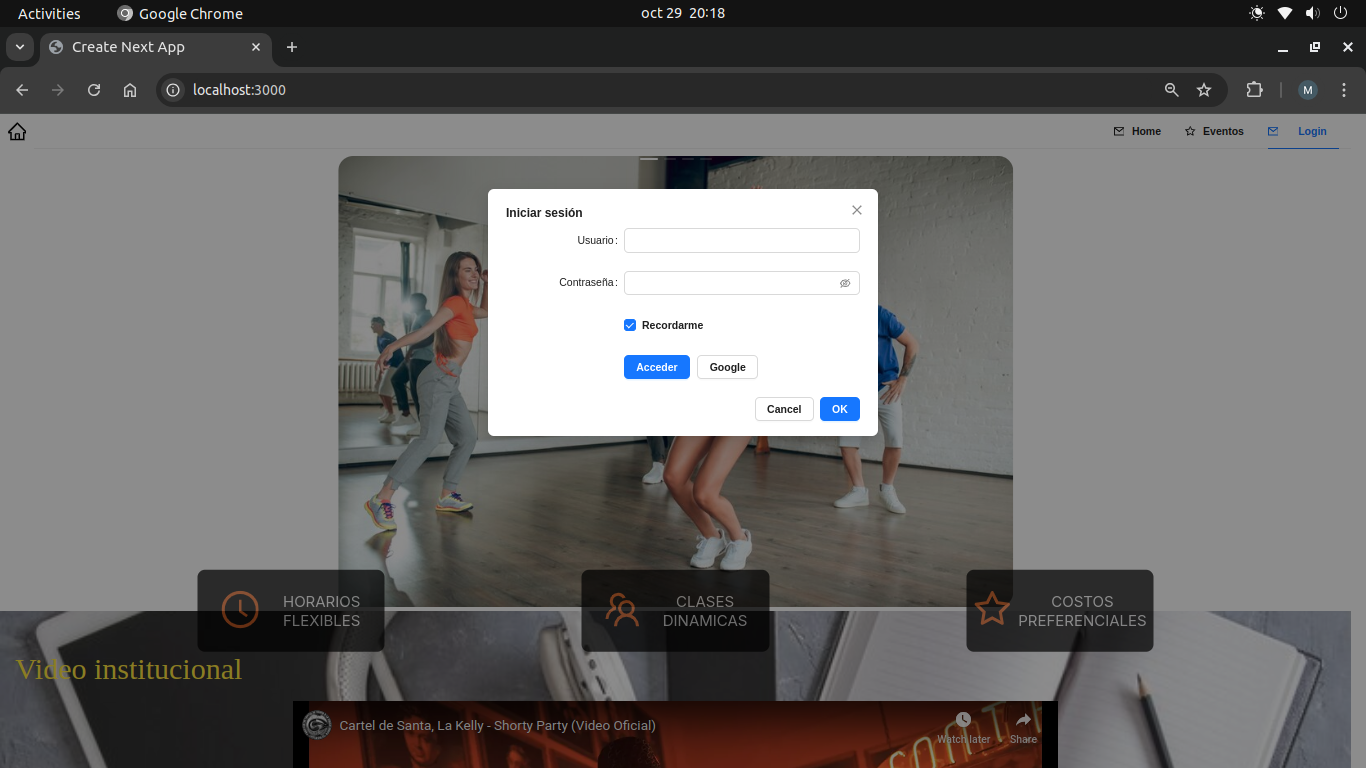 Activities Google Chrome oct 29 20:18
Create Next App
localhost:3000 M
Home Eventos Login
Iniciar sesión
Usuario:
Contraseña:
Recordarme
Acceder Google
Cancel OK
HORARIOS
FLEXIBLES
CLASES
DINAMICAS
COSTOS
PREFERENCIALES
Video institucional
Cartel de Santa, La Kelly - Shorty Party (Video Oficial)
Watch later Share